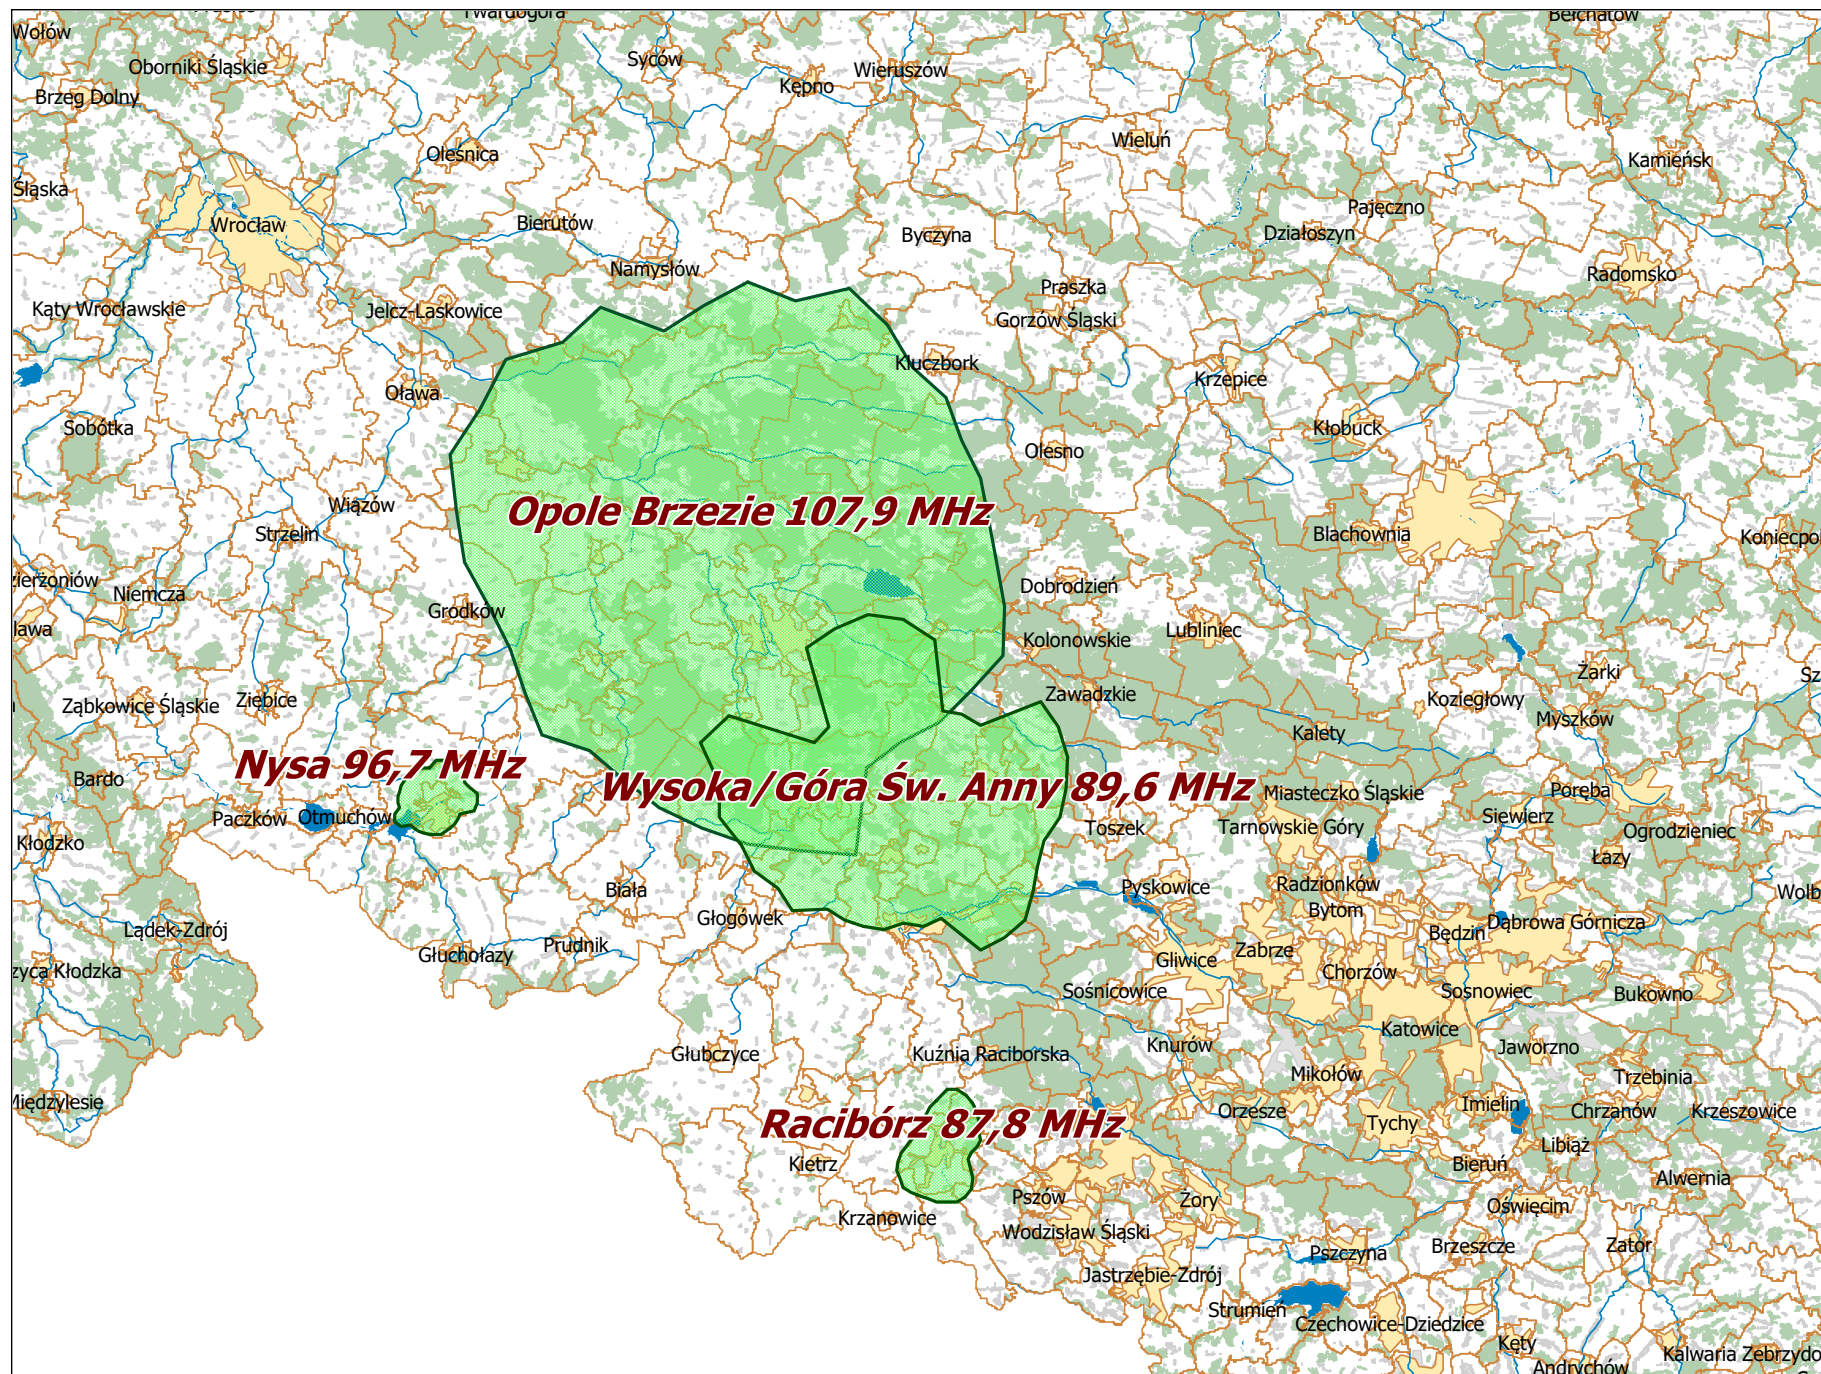 Twardogóra
Bełchatów
Wołów
Oborniki Śląskie
Syców
Wieruszów
Kępno
Brzeg Dolny
Oleśnica
Wieluń
Kamieńsk
Śląska
Wrocław
Bierutów
Byczyna
Pajęczno
Działoszyn
Namysłów
Radomsko
Praszka
Kąty Wrocławskie
Jelcz-Laskowice
Gorzów Śląski
Kluczbork
Krzepice
Oława
Sobótka
Kłobuck
Olesno
Wiązów
Opole Brzezie 107,9 MHz
Strzelin
Blachownia
Koniecpol
zierżoniów
Niemcza
Dobrodzień
Grodków
lawa
Kolonowskie
Lubliniec
Żarki
Sz
Zawadzkie
Koziegłowy
Ząbkowice Śląskie
Ziębice
Myszków
Kalety
Nysa 96,7 MHz
Bardo
Wysoka/Góra Św. Anny 89,6 MHz
Miasteczko Śląskie
Poręba
Paczków
Otmuchów
Toszek
Tarnowskie Góry
Siewierz
Ogrodzieniec
Kłodzko
Łazy
Biała
Pyskowice
Radzionków
Wolb
Głogówek
Bytom
Lądek-Zdrój
Będzin
Dąbrowa Górnicza
Prudnik
Głuchołazy
Zabrze
Gliwice
zyca Kłodzka
Chorzów
Sośnicowice
Sosnowiec
Bukowno
Katowice
Głubczyce
Kuźnia Raciborska
Knurów
Jaworzno
Mikołów
Trzebinia
Międzylesie
Imielin
Orzesze
Chrzanów
Krzeszowice
Racibórz 87,8 MHz
Tychy
Libiąż
Kietrz
Bieruń
Alwernia
Pszów
Żory
Oświęcim
Krzanowice
Wodzisław Śląski
Brzeszcze
Zator
Pszczyna
Jastrzębie-Zdrój
Strumień
Czechowice-Dziedzice
Kęty
Kalwaria Zebrzydo
Andrychów